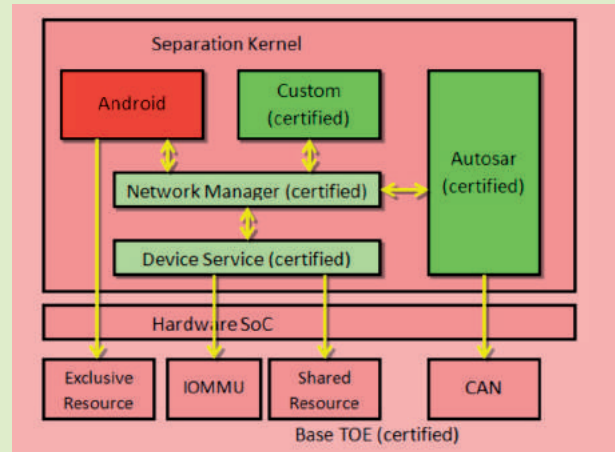 Separation Kernel
Android
Custom
(certified)
Autosar
(certified)
Network Manager (certified)
Device Service (certified)
Hardware SoC
Exclusive
Resource
IOMMU
Shared
Resource
CAN
Base TOE (certified)